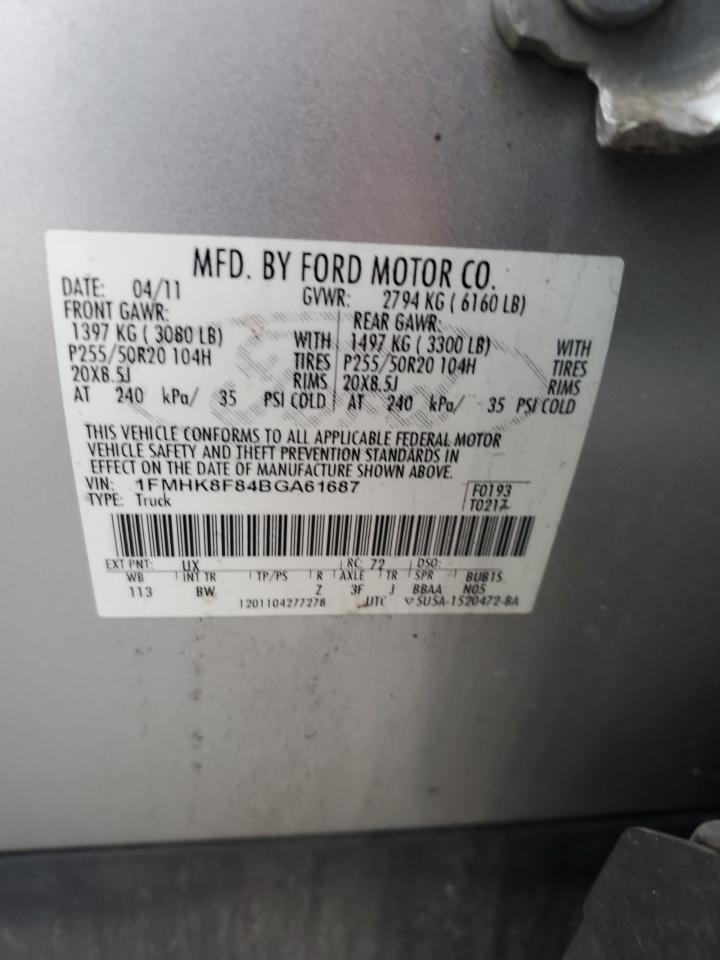 MFD. BY FORD MOTOR CO.
DATE: 04/11 GVWR: 2794 KG ( 6160 LB)
FRONT GAWR: REAR GAWR:
1397 KG ( 3080 LB) WITH 1497 KG ( 3300 LB) WITH
P255/50R20 104H TIRES P255/50R20 104H TIRES
20X8.5J RIMS 20X8.5J RIMS
AT 240 kPa/ 35 PSI COLD AT 240 kPa/ 35 PSI COLD
THIS VEHICLE CONFORMS TO ALL APPLICABLE FEDERAL MOTOR
VEHICLE SAFETY AND THEFT PREVENTION STANDARDS IN
EFFECT ON THE DATE OF MANUFACTURE SHOWN ABOVE.
VIN: 1FMHK8F84BGA61687 F0193
TYPE: Truck T0217
EXT PNT: UX RC: 72 DSO:
WB INT TR TP/PS R AXLE TR SPR BUB15
113 BW Z 3F J BBAA N05
1201104277278 UTC 5U5A-1520472-BA